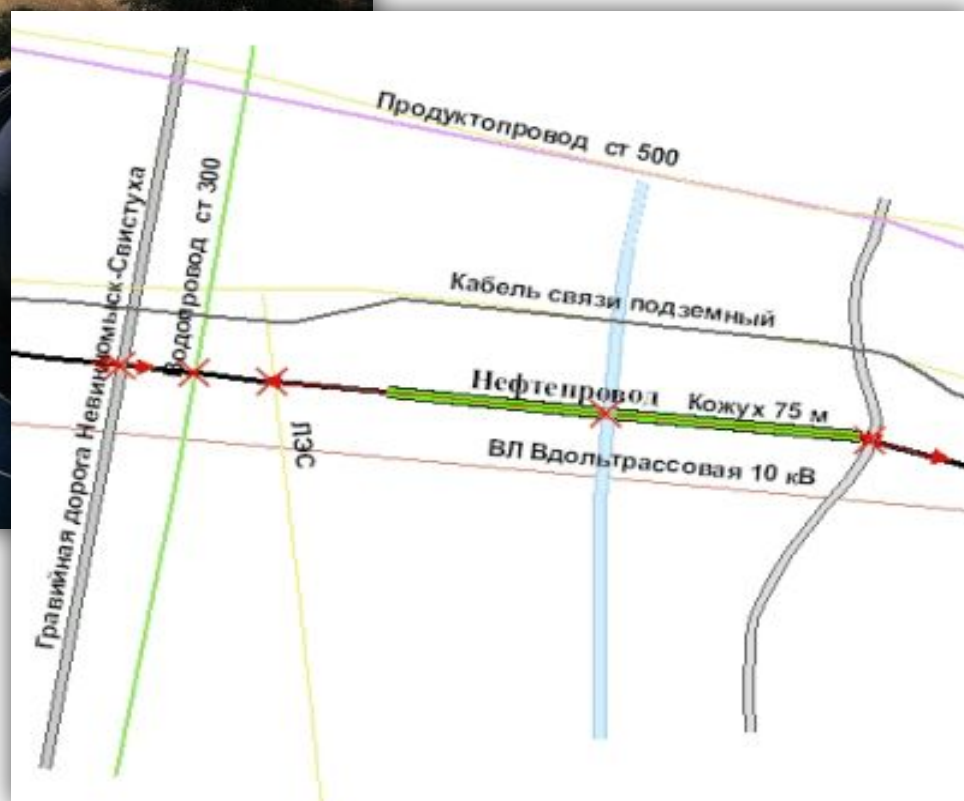 Продуктопровод ст 500
Гравийная дорога Невинномыск-Свистуха
Водопровод ст 300
Кабель связи подземный
Нефтепровод
Кожух 75 м
ЛЭС
ВЛ Вдольтрассовая 10 кВ